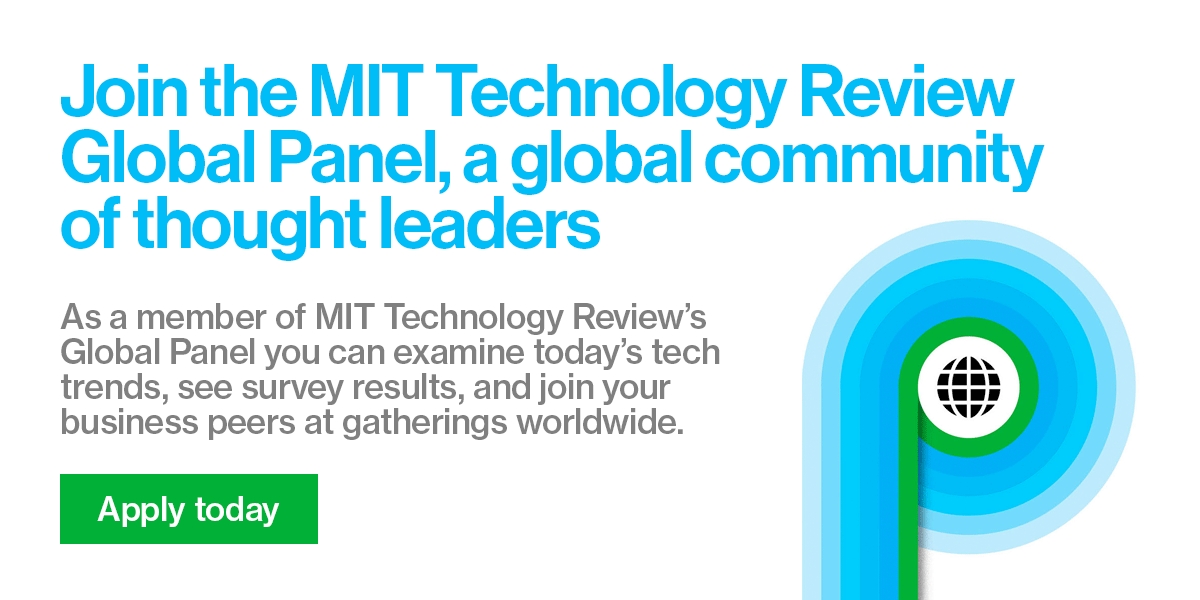 Join the MIT Technology Review
Global Panel, a global community
of thought leaders
As a member of MIT Technology Review’s
Global Panel you can examine today’s tech
trends, see survey results, and join your
business peers at gatherings worldwide.
Apply today